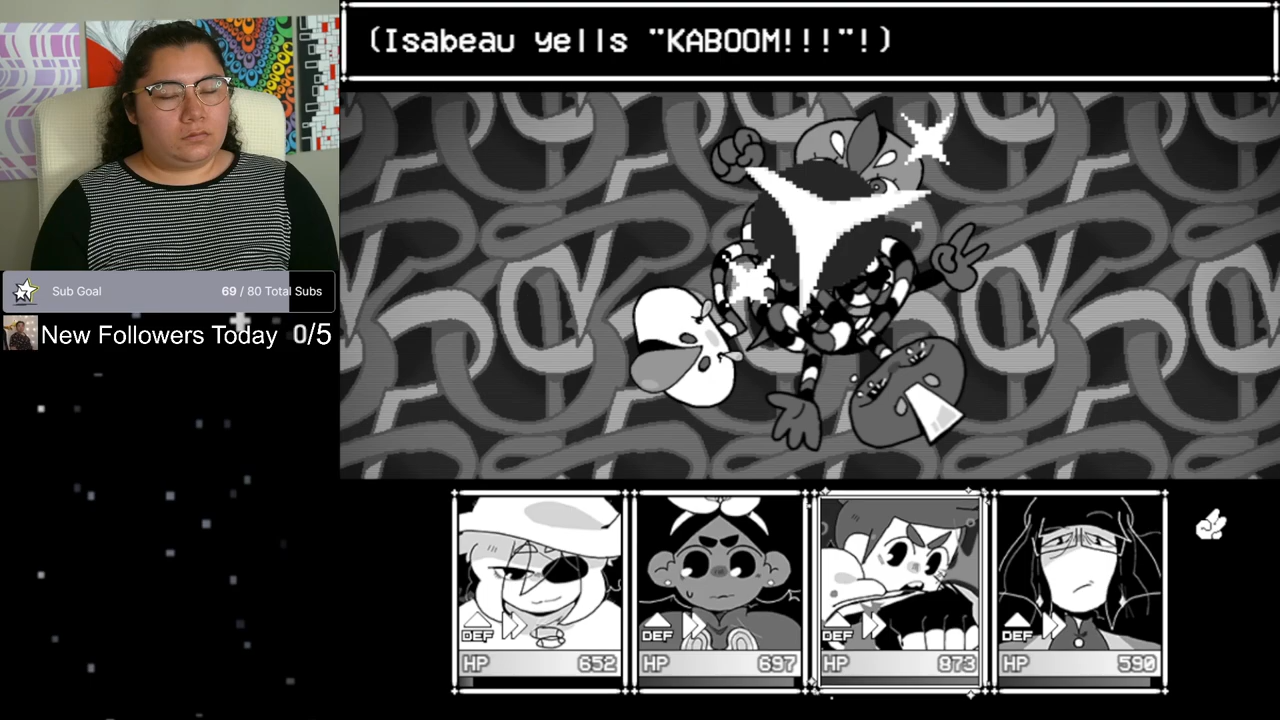 (Isabeau yells "KABOOM!!!"!)
Sub Goal 69 / 80 Total Subs
New Followers Today 0/5
DEF DEF DEF DEF
HP 652 HP 697 HP 873 HP 590